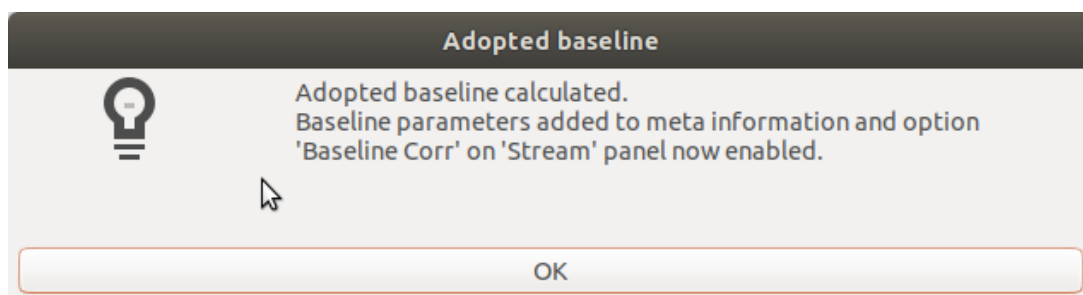 Adopted baseline
Adopted baseline calculated.
Baseline parameters added to meta information and option
'Baseline Corr' on 'Stream' panel now enabled.
OK